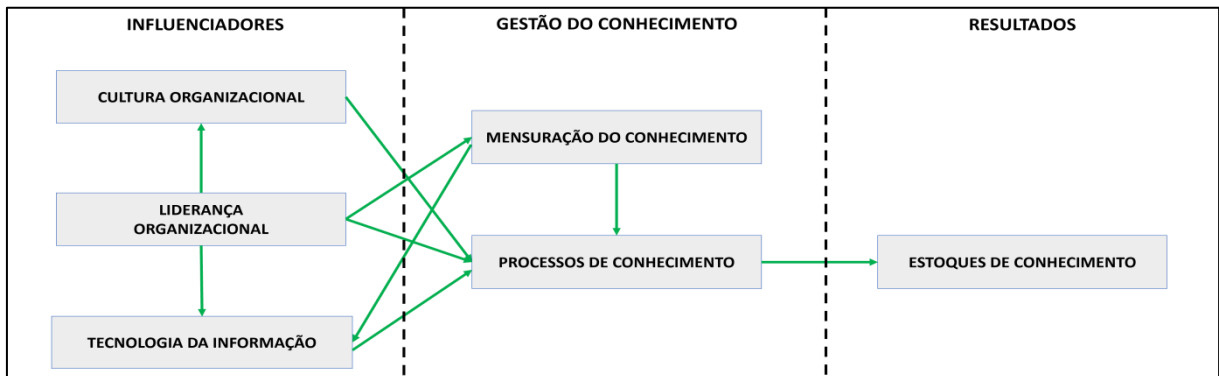 INFLUENCIADORES
GESTÃO DO CONHECIMENTO
RESULTADOS
CULTURA ORGANIZACIONAL
MENSURAÇÃO DO CONHECIMENTO
LIDERANÇA
ORGANIZACIONAL
PROCESSOS DE CONHECIMENTO
ESTOQUES DE CONHECIMENTO
TECNOLOGIA DA INFORMAÇÃO